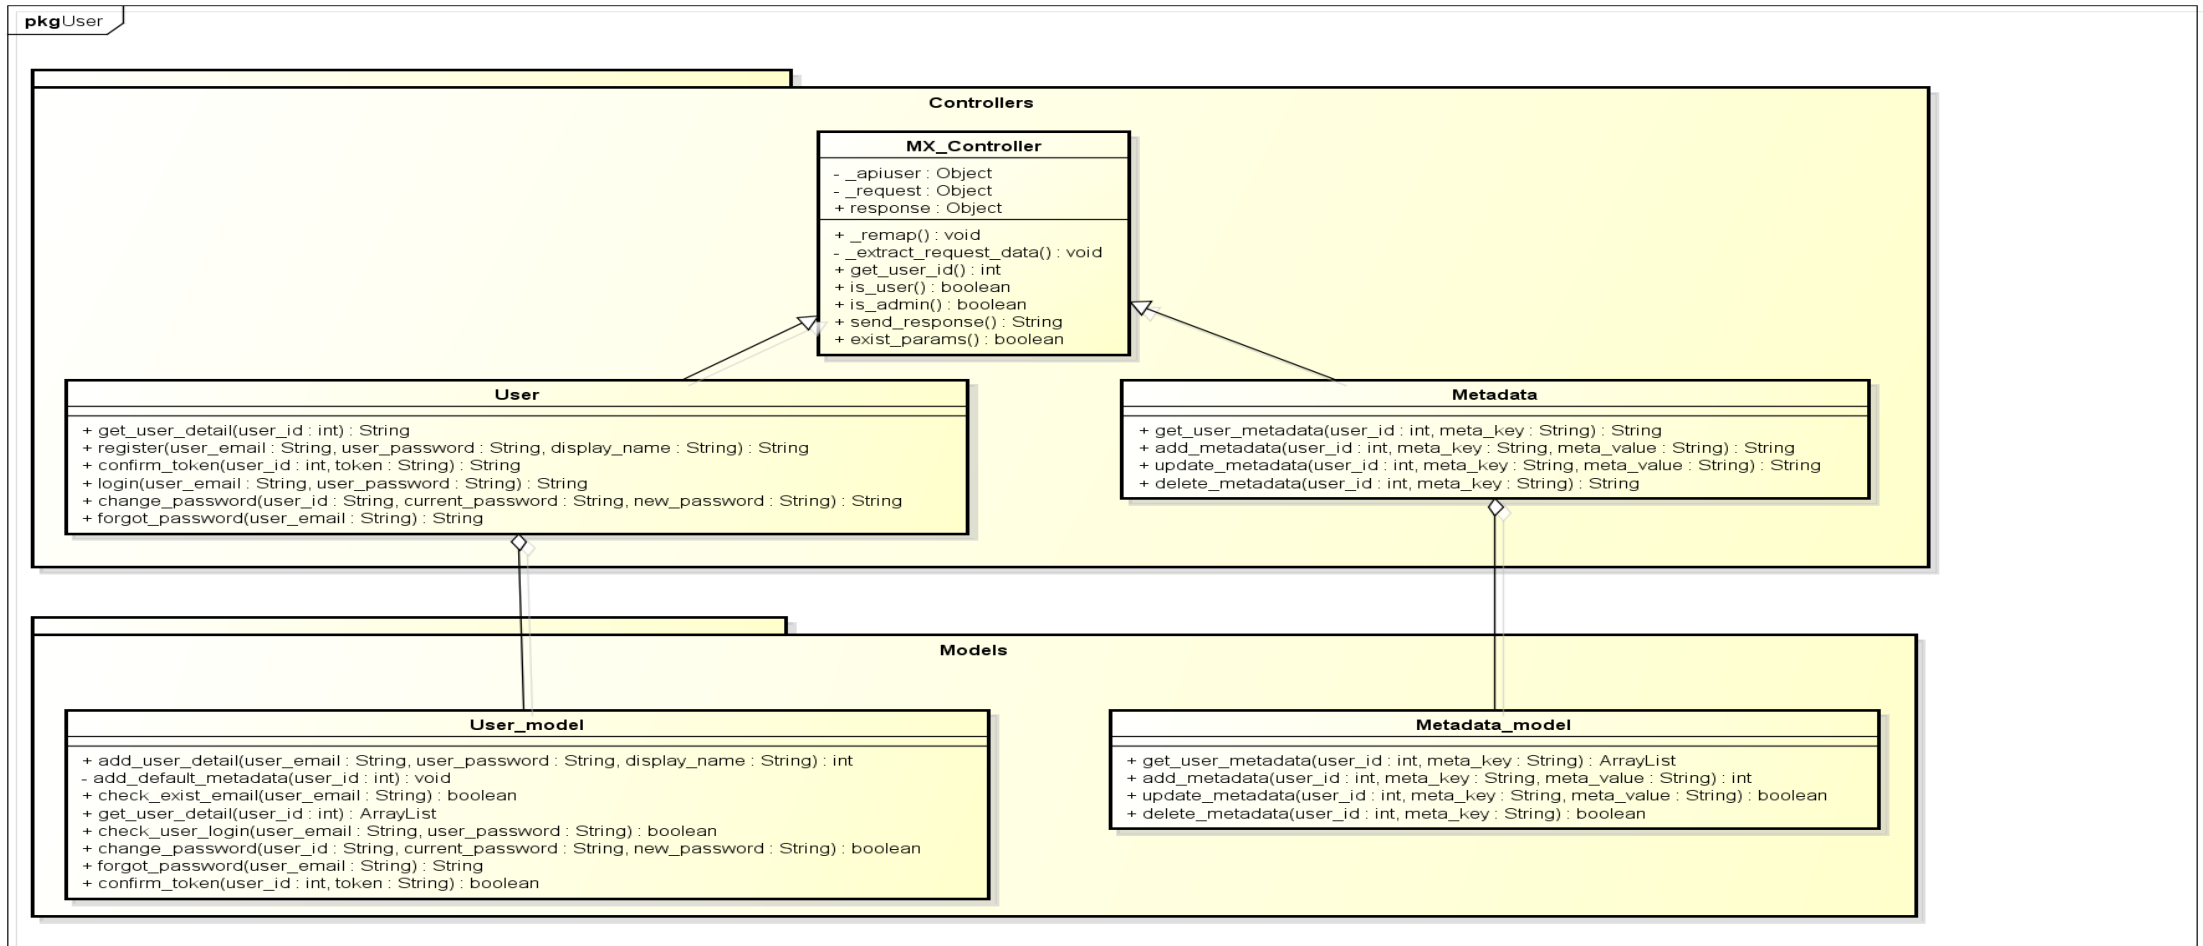 pkg User
Controllers
MX_Controller
- _apiuser : Object
- _request : Object
+ response : Object
+ _remap() : void
- _extract_request_data() : void
+ get_user_id() : int
+ is_user() : boolean
+ is_admin() : boolean
+ send_response() : String
+ exist_params() : boolean
User
+ get_user_detail(user_id : int) : String
+ register(user_email : String, user_password : String, display_name : String) : String
+ confirm_token(user_id : int, token : String) : String
+ login(user_email : String, user_password : String) : String
+ change_password(user_id : String, current_password : String, new_password : String) : String
+ forgot_password(user_email : String) : String
Metadata
+ get_user_metadata(user_id : int, meta_key : String) : String
+ add_metadata(user_id : int, meta_key : String, meta_value : String) : String
+ update_metadata(user_id : int, meta_key : String, meta_value : String) : String
+ delete_metadata(user_id : int, meta_key : String) : String
Models
User_model
+ add_user_detail(user_email : String, user_password : String, display_name : String) : int
- add_default_metadata(user_id : int) : void
+ check_exist_email(user_email : String) : boolean
+ get_user_detail(user_id : int) : ArrayList
+ check_user_login(user_email : String, user_password : String) : boolean
+ change_password(user_id : String, current_password : String, new_password : String) : boolean
+ forgot_password(user_email : String) : String
+ confirm_token(user_id : int, token : String) : boolean
Metadata_model
+ get_user_metadata(user_id : int, meta_key : String) : ArrayList
+ add_metadata(user_id : int, meta_key : String, meta_value : String) : int
+ update_metadata(user_id : int, meta_key : String, meta_value : String) : boolean
+ delete_metadata(user_id : int, meta_key : String) : boolean